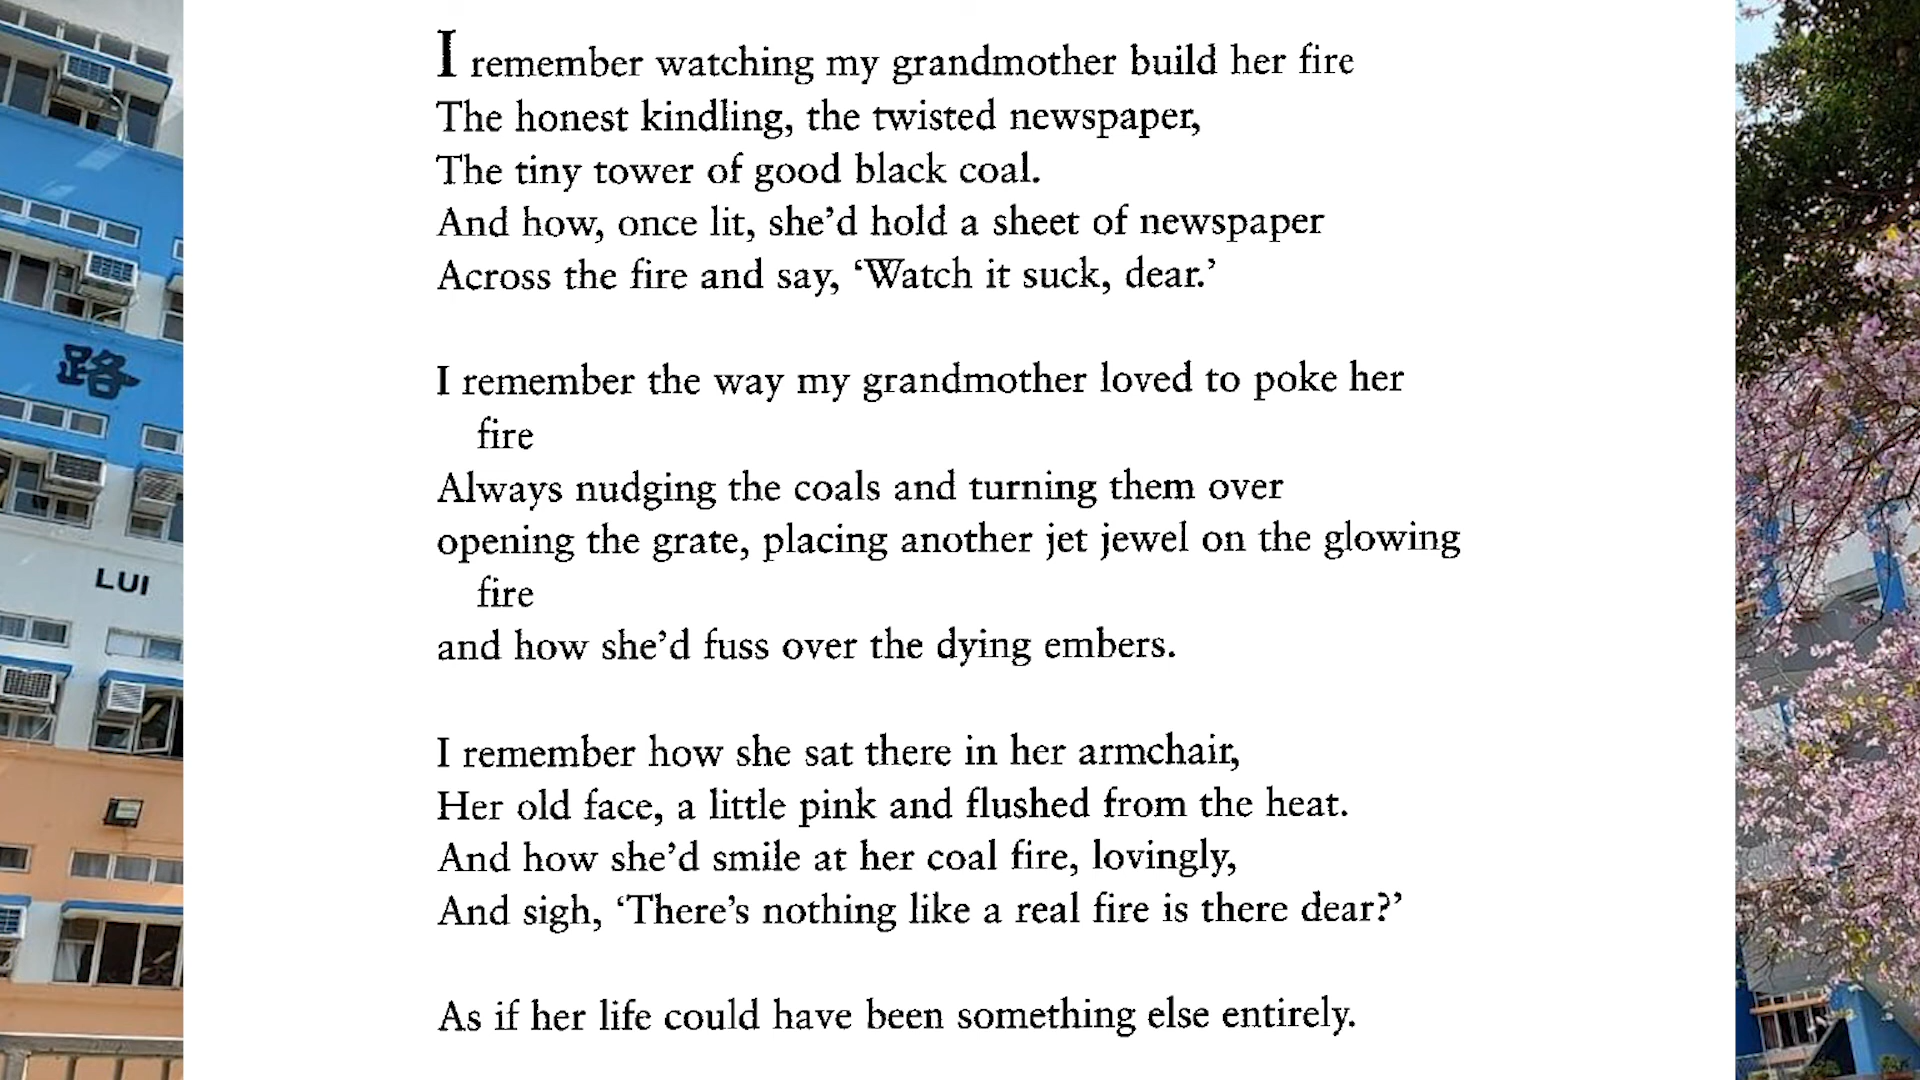 I remember watching my grandmother build her fire
The honest kindling, the twisted newspaper,
The tiny tower of good black coal.
And how, once lit, she’d hold a sheet of newspaper
Across the fire and say, ‘Watch it suck, dear.’
I remember the way my grandmother loved to poke her
fire
Always nudging the coals and turning them over
opening the grate, placing another jet jewel on the glowing
fire
and how she’d fuss over the dying embers.
I remember how she sat there in her armchair,
Her old face, a little pink and flushed from the heat.
And how she’d smile at her coal fire, lovingly,
And sigh, ‘There’s nothing like a real fire is there dear?’
As if her life could have been something else entirely.
路
LUI